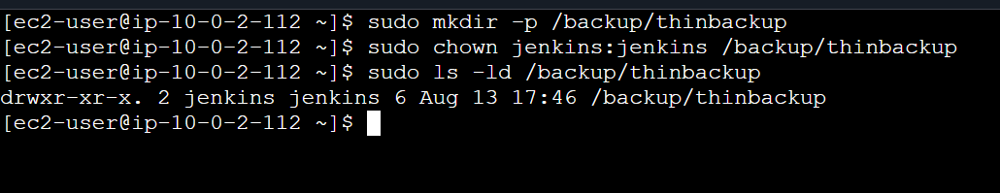 [ec2-user@ip-10-0-2-112 ~]$ sudo mkdir -p /backup/thinbackup
[ec2-user@ip-10-0-2-112 ~]$ sudo chown jenkins:jenkins /backup/thinbackup
[ec2-user@ip-10-0-2-112 ~]$ sudo ls -ld /backup/thinbackup
drwxr-xr-x. 2 jenkins jenkins 6 Aug 13 17:46 /backup/thinbackup
[ec2-user@ip-10-0-2-112 ~]$